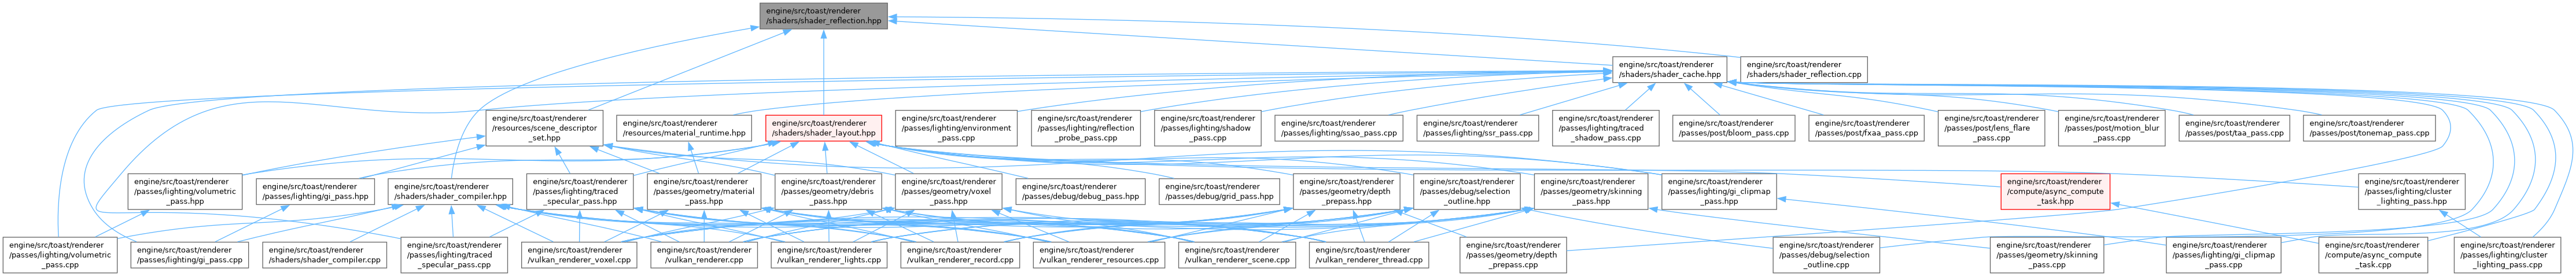 engine/src/toast/renderer
/shaders/shader_reflection.hpp
engine/src/toast/renderer
/shaders/shader_cache.hpp
engine/src/toast/renderer
/shaders/shader_reflection.cpp
engine/src/toast/renderer
/resources/scene_descriptor
_set.hpp
engine/src/toast/renderer
/resources/material_runtime.hpp
engine/src/toast/renderer
/shaders/shader_layout.hpp
engine/src/toast/renderer
/passes/lighting/environment
_pass.cpp
engine/src/toast/renderer
/passes/lighting/reflection
_probe_pass.cpp
engine/src/toast/renderer
/passes/lighting/shadow
_pass.cpp
engine/src/toast/renderer
/passes/lighting/ssao_pass.cpp
engine/src/toast/renderer
/passes/lighting/ssr_pass.cpp
engine/src/toast/renderer
/passes/lighting/traced
_shadow_pass.cpp
engine/src/toast/renderer
/passes/post/bloom_pass.cpp
engine/src/toast/renderer
/passes/post/fxaa_pass.cpp
engine/src/toast/renderer
/passes/post/lens_flare
_pass.cpp
engine/src/toast/renderer
/passes/post/motion_blur
_pass.cpp
engine/src/toast/renderer
/passes/post/taa_pass.cpp
engine/src/toast/renderer
/passes/post/tonemap_pass.cpp
engine/src/toast/renderer
/passes/lighting/volumetric
_pass.hpp
engine/src/toast/renderer
/passes/lighting/gi_pass.hpp
engine/src/toast/renderer
/shaders/shader_compiler.hpp
engine/src/toast/renderer
/passes/lighting/traced
_specular_pass.hpp
engine/src/toast/renderer
/passes/geometry/material
_pass.hpp
engine/src/toast/renderer
/passes/geometry/debris
_pass.hpp
engine/src/toast/renderer
/passes/geometry/voxel
_pass.hpp
engine/src/toast/renderer
/passes/debug/debug_pass.hpp
engine/src/toast/renderer
/passes/debug/grid_pass.hpp
engine/src/toast/renderer
/passes/geometry/depth
_prepass.hpp
engine/src/toast/renderer
/passes/debug/selection
_outline.hpp
engine/src/toast/renderer
/passes/geometry/skinning
_pass.hpp
engine/src/toast/renderer
/passes/lighting/gi_clipmap
_pass.hpp
engine/src/toast/renderer
/compute/async_compute
_task.hpp
engine/src/toast/renderer
/passes/lighting/cluster
_lighting_pass.hpp
engine/src/toast/renderer
/passes/lighting/volumetric
_pass.cpp
engine/src/toast/renderer
/passes/lighting/gi_pass.cpp
engine/src/toast/renderer
/shaders/shader_compiler.cpp
engine/src/toast/renderer
/passes/lighting/traced
_specular_pass.cpp
engine/src/toast/renderer
/vulkan_renderer_voxel.cpp
engine/src/toast/renderer
/vulkan_renderer.cpp
engine/src/toast/renderer
/vulkan_renderer_lights.cpp
engine/src/toast/renderer
/vulkan_renderer_record.cpp
engine/src/toast/renderer
/vulkan_renderer_resources.cpp
engine/src/toast/renderer
/vulkan_renderer_scene.cpp
engine/src/toast/renderer
/vulkan_renderer_thread.cpp
engine/src/toast/renderer
/passes/geometry/depth
_prepass.cpp
engine/src/toast/renderer
/passes/debug/selection
_outline.cpp
engine/src/toast/renderer
/passes/geometry/skinning
_pass.cpp
engine/src/toast/renderer
/passes/lighting/gi_clipmap
_pass.cpp
engine/src/toast/renderer
/compute/async_compute
_task.cpp
engine/src/toast/renderer
/passes/lighting/cluster
_lighting_pass.cpp